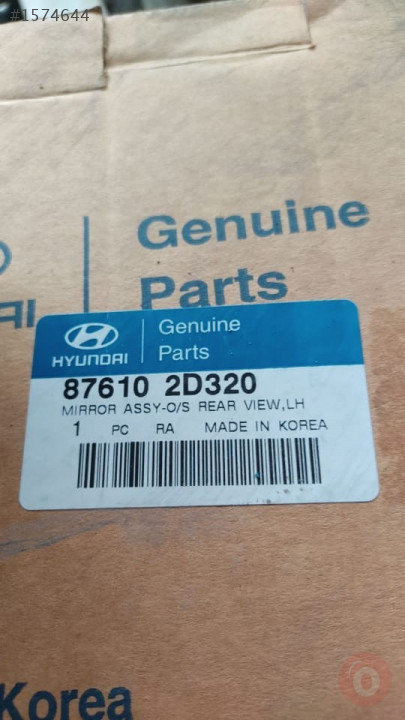 #1574644
Genuine
Parts
AI
HYUNDAI
Genuine
Parts
87610 2D320
MIRROR ASSY-O/S REAR VIEW,LH
1 PC RA MADE IN KOREA
Korea